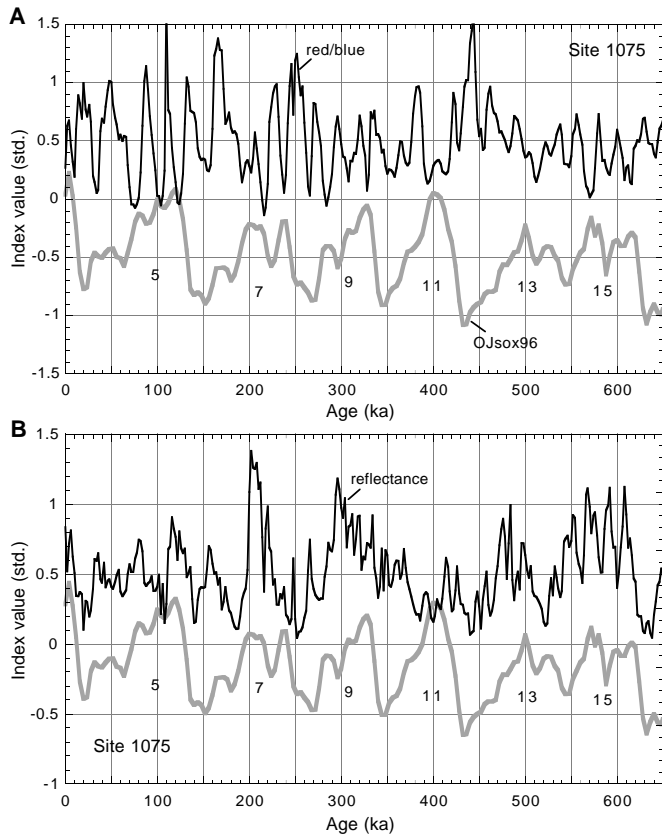 A
1.5
1
0.5
0
-0.5
-1
-1.5
Index value (std.)
red/blue
Site 1075
5
7
9
11
13
15
OJsox96
0 100 200 300 400 500 600
Age (ka)
B
1.5
1
0.5
0
-0.5
-1
Index value (std.)
reflectance
5
7
9
11
13
15
Site 1075
0 100 200 300 400 500 600
Age (ka)